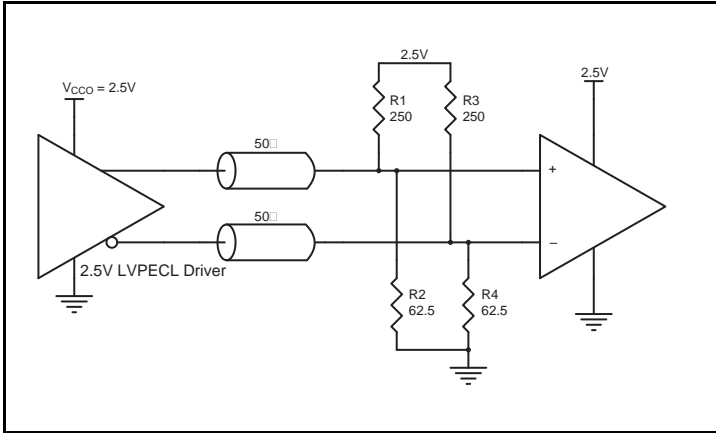 2.5V
V_CCO = 2.5V
2.5V
R1
250
R3
250
50□
+
50□
−
2.5V LVPECL Driver
R2
62.5
R4
62.5